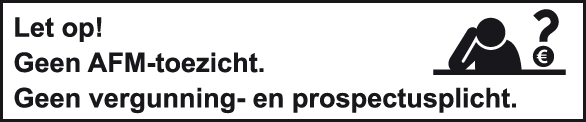 Let op!
Geen AFM-toezicht.
Geen vergunning- en prospectusplicht.
?
€